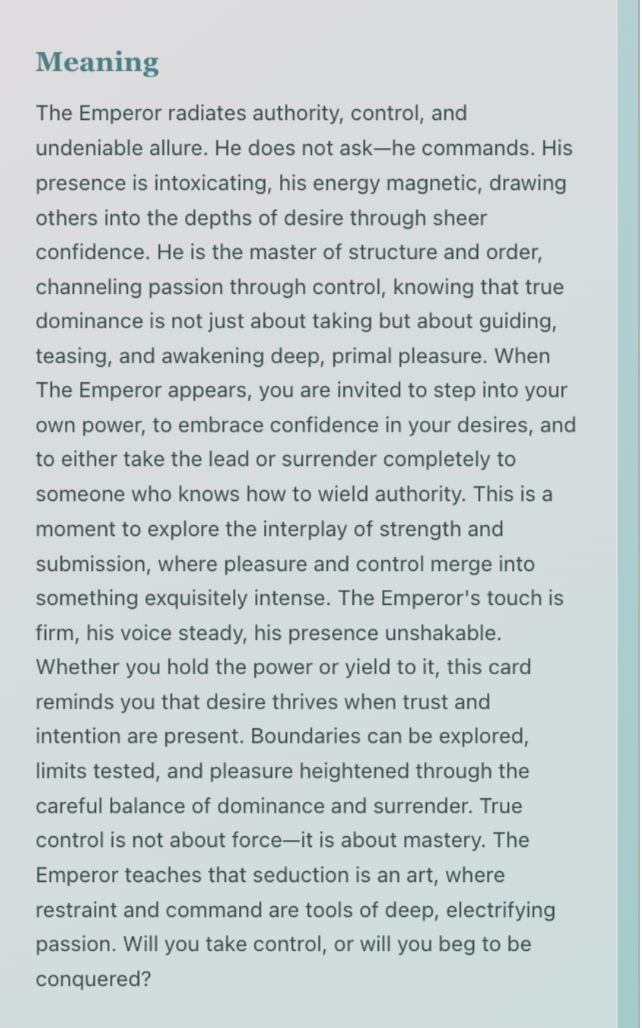 Meaning
The Emperor radiates authority, control, and
undeniable allure. He does not ask—he commands. His
presence is intoxicating, his energy magnetic, drawing
others into the depths of desire through sheer
confidence. He is the master of structure and order,
channeling passion through control, knowing that true
dominance is not just about taking but about guiding,
teasing, and awakening deep, primal pleasure. When
The Emperor appears, you are invited to step into your
own power, to embrace confidence in your desires, and
to either take the lead or surrender completely to
someone who knows how to wield authority. This is a
moment to explore the interplay of strength and
submission, where pleasure and control merge into
something exquisitely intense. The Emperor's touch is
firm, his voice steady, his presence unshakable.
Whether you hold the power or yield to it, this card
reminds you that desire thrives when trust and
intention are present. Boundaries can be explored,
limits tested, and pleasure heightened through the
careful balance of dominance and surrender. True
control is not about force—it is about mastery. The
Emperor teaches that seduction is an art, where
restraint and command are tools of deep, electrifying
passion. Will you take control, or will you beg to be
conquered?